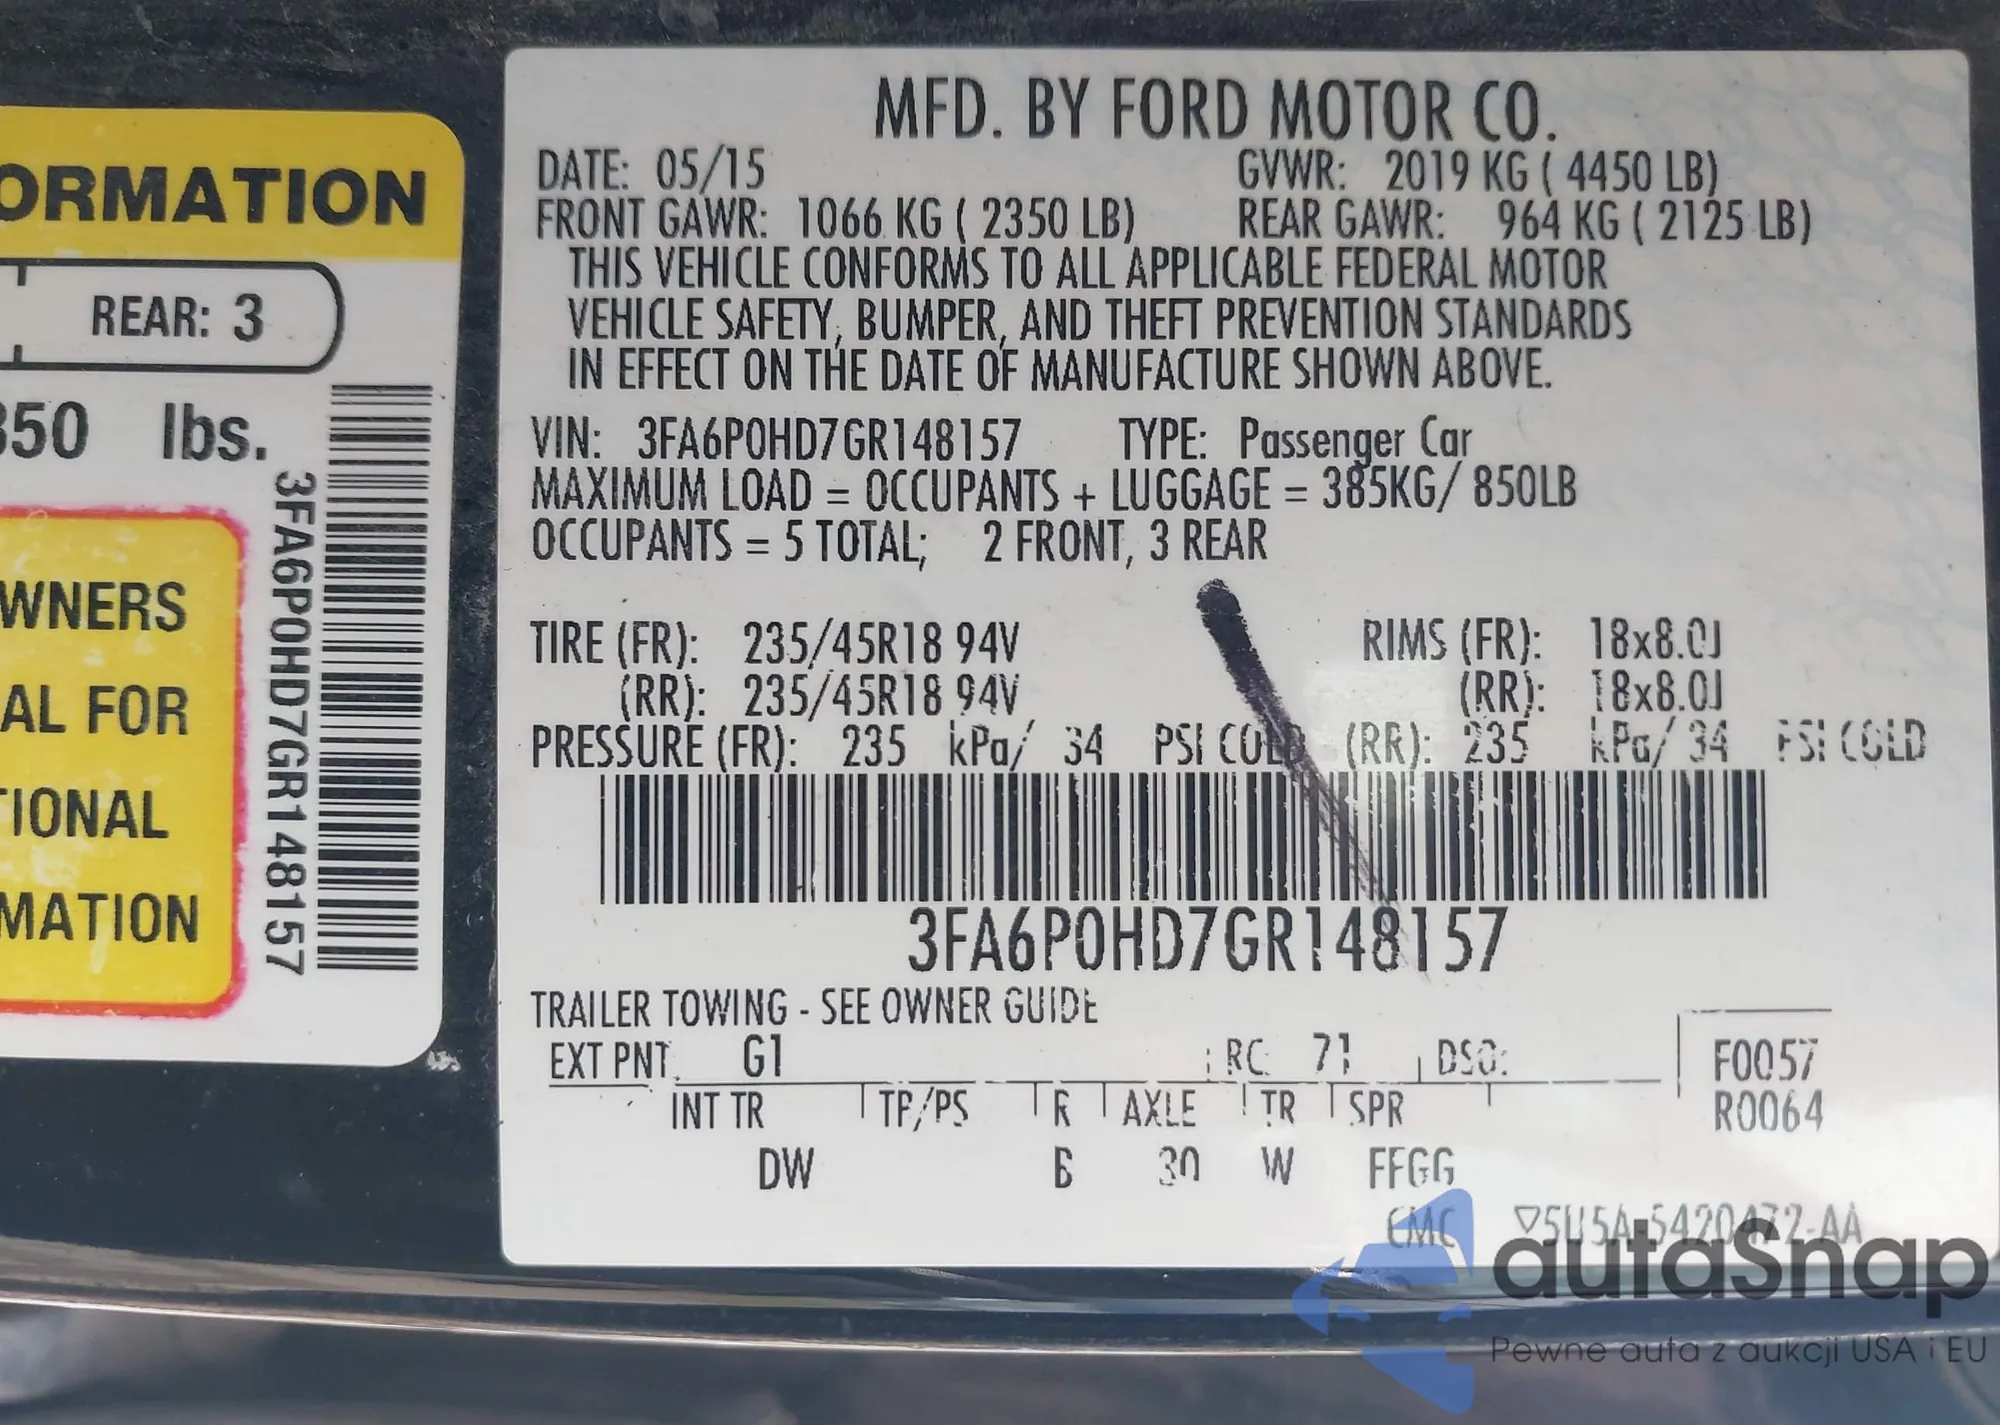 ORMATION
REAR: 3
350 lbs.
WNERS
AL FOR
TIONAL
MATION
3FA6P0HD7GR148157
MFD. BY FORD MOTOR CO.
DATE: 05/15 GVWR: 2019 KG ( 4450 LB)
FRONT GAWR: 1066 KG ( 2350 LB) REAR GAWR: 964 KG ( 2125 LB)
THIS VEHICLE CONFORMS TO ALL APPLICABLE FEDERAL MOTOR
VEHICLE SAFETY, BUMPER, AND THEFT PREVENTION STANDARDS
IN EFFECT ON THE DATE OF MANUFACTURE SHOWN ABOVE.
VIN: 3FA6P0HD7GR148157 TYPE: Passenger Car
MAXIMUM LOAD = OCCUPANTS + LUGGAGE = 385KG/ 850LB
OCCUPANTS = 5 TOTAL; 2 FRONT, 3 REAR
TIRE (FR): 235/45R18 94V RIMS (FR): 18x8.0J
(RR): 235/45R18 94V (RR): 18x8.0J
PRESSURE (FR): 235 kPa/ 34 PSI COLD (RR): 235 kPa/ 34 PSI COLD
3FA6P0HD7GR148157
TRAILER TOWING - SEE OWNER GUIDE
EXT PNT. G1 RC: 71 DSO: F0057
INT TR TP/PS R AXLE TR SPR R0064
DW B 30 W FFGG
CMC ▽5U5A-5420472-AA
autaSnap
Pewne auta z aukcji USA i EU